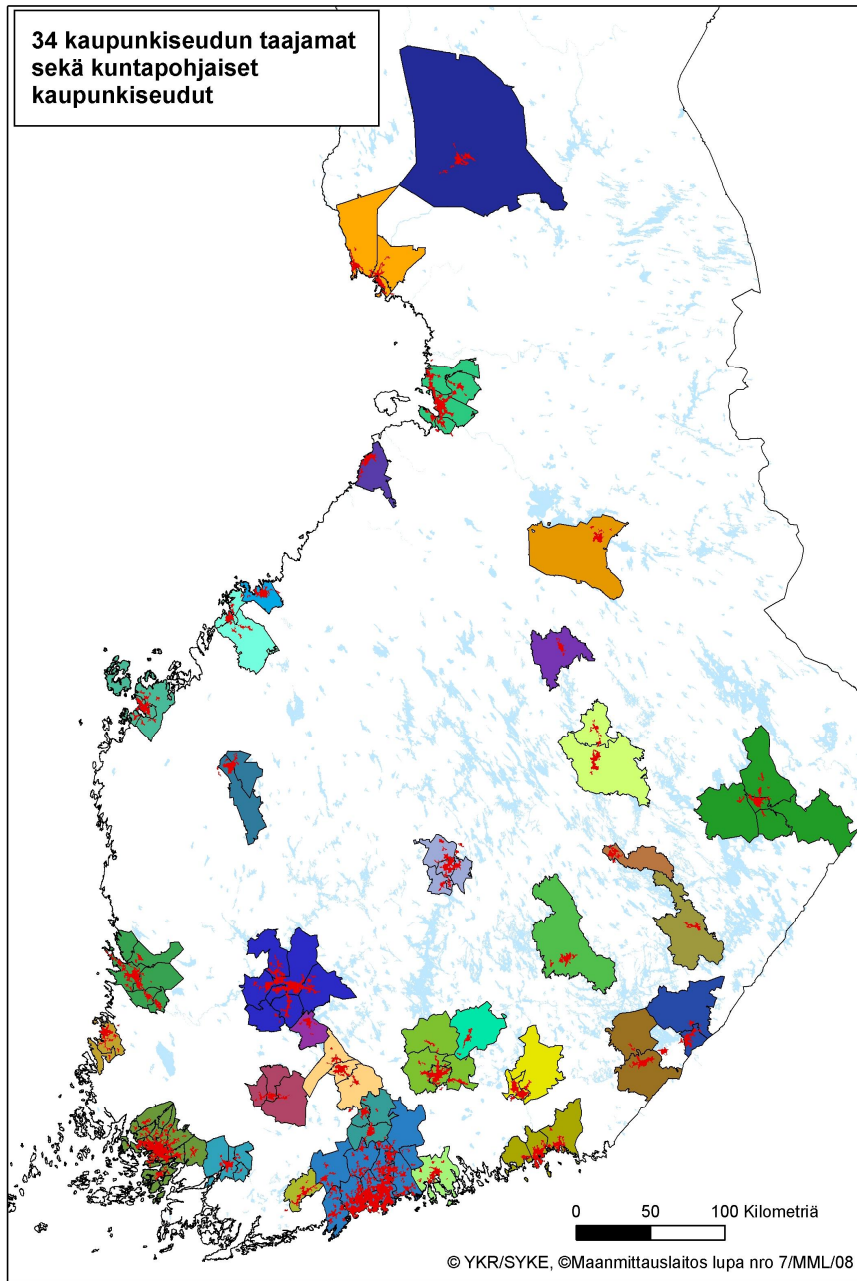 34 kaupunkiseudun taajamat
sekä kuntapohjaiset
kaupunkiseudut
0 50 100 Kilometriä
© YKR/SYKE, ©Maanmittauslaitos lupa nro 7/MML/08